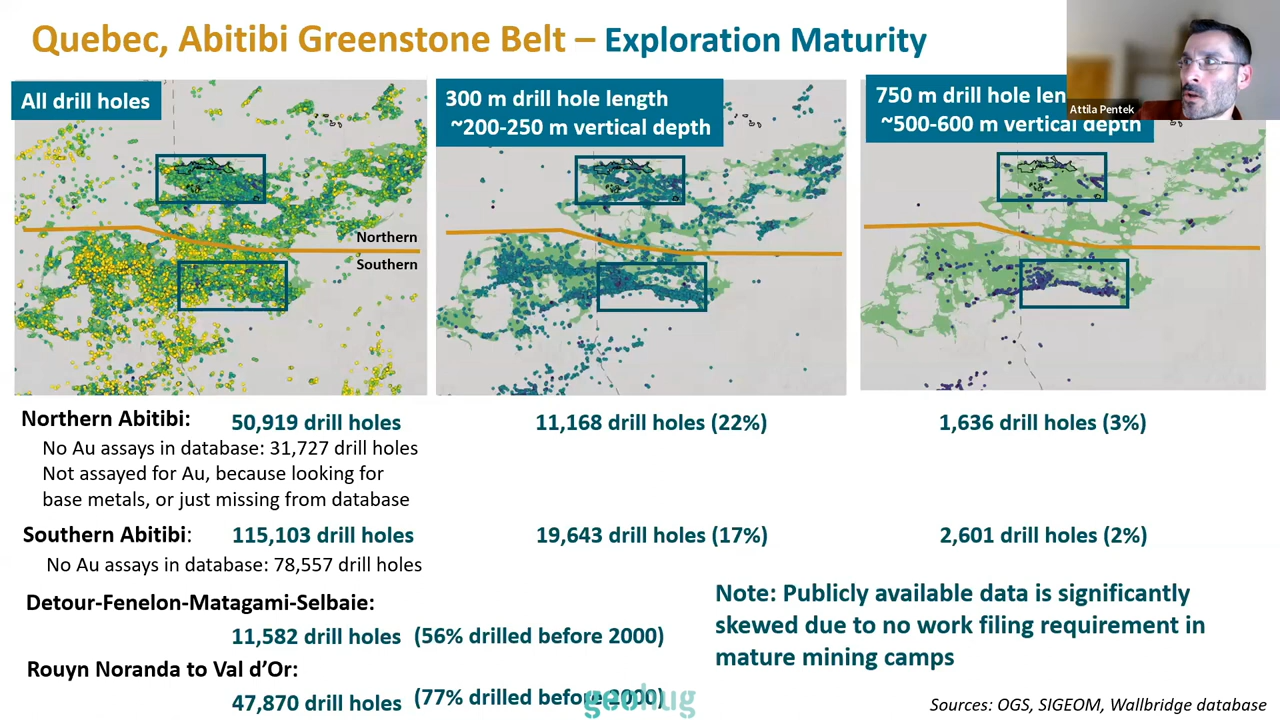 Quebec, Abitibi Greenstone Belt – Exploration Maturity
All drill holes
300 m drill hole length
~200-250 m vertical depth
750 m drill hole len
~500-600 m vertical depth
Attila Pentek
Northern
Southern
Northern Abitibi:
50,919 drill holes
11,168 drill holes (22%)
1,636 drill holes (3%)
No Au assays in database: 31,727 drill holes
Not assayed for Au, because looking for
base metals, or just missing from database
Southern Abitibi:
115,103 drill holes
19,643 drill holes (17%)
2,601 drill holes (2%)
No Au assays in database: 78,557 drill holes
Detour-Fenelon-Matagami-Selbaie:
11,582 drill holes (56% drilled before 2000)
Rouyn Noranda to Val d’Or:
47,870 drill holes (77% drilled before 2000)
Note: Publicly available data is significantly
skewed due to no work filing requirement in
mature mining camps
geohug
Sources: OGS, SIGEOM, Wallbridge database